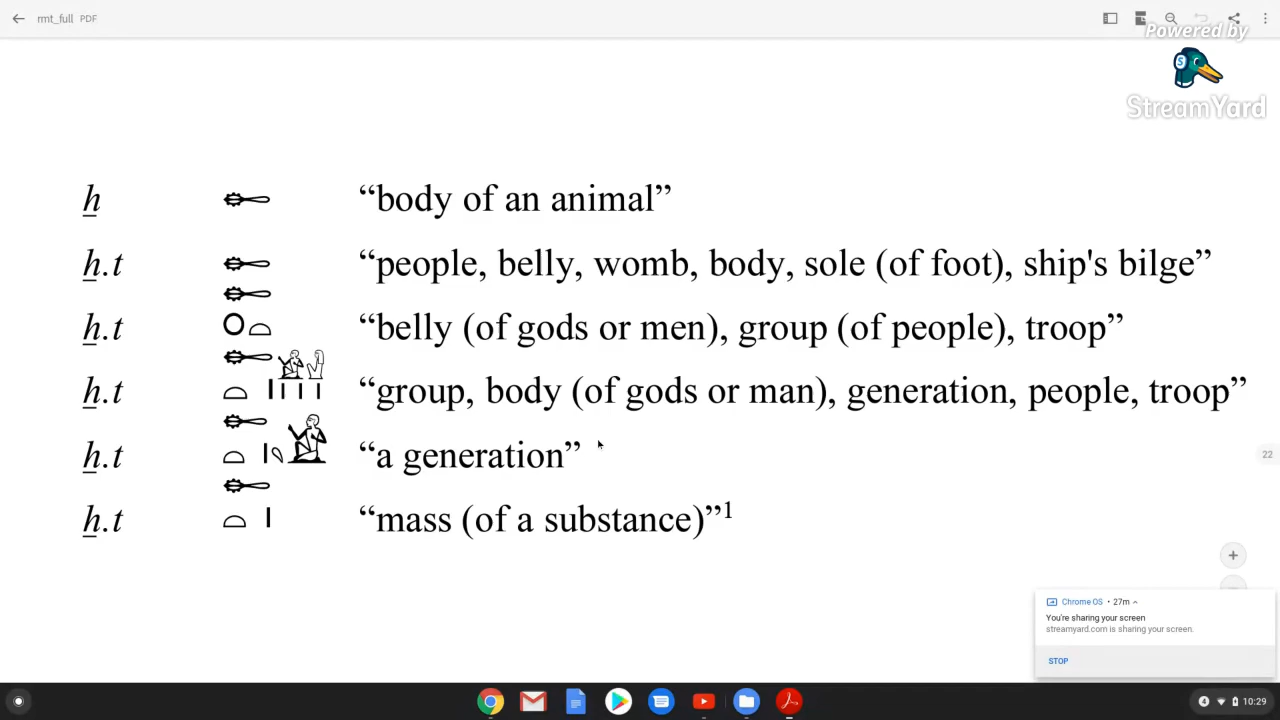 rmt_full PDF
Powered by
StreamYard
ẖ “body of an animal”
ẖ.t “people, belly, womb, body, sole (of foot), ship's bilge”
ẖ.t “belly (of gods or men), group (of people), troop”
ẖ.t “group, body (of gods or man), generation, people, troop”
ẖ.t “a generation”
22
ẖ.t “mass (of a substance)”1
Chrome OS • 27m
You're sharing your screen
streamyard.com is sharing your screen.
STOP
4 10:29